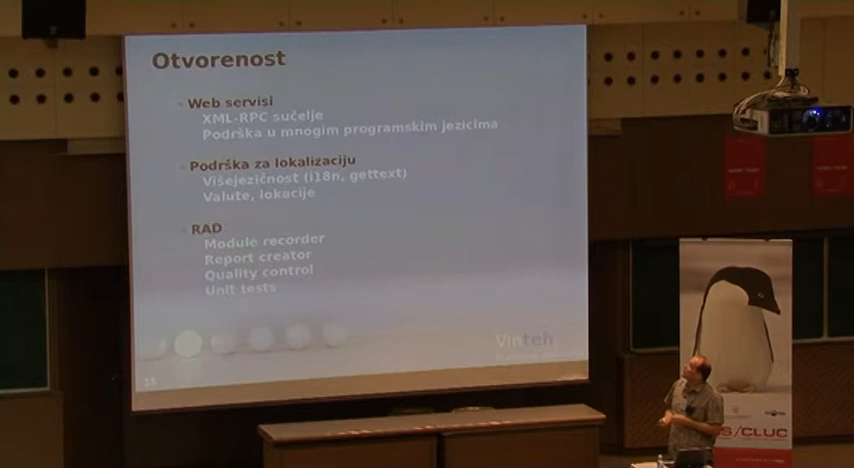 Otvorenost
Web servisi
XML-RPC sučelje
Podrška u mnogim programskim jezicima
Podrška za lokalizaciju
Višejezičnost (i18n, gettext)
Valute, lokacije
RAD
Module recorder
Report creator
Quality control
Unit tests
Vinteh
S/CLUC